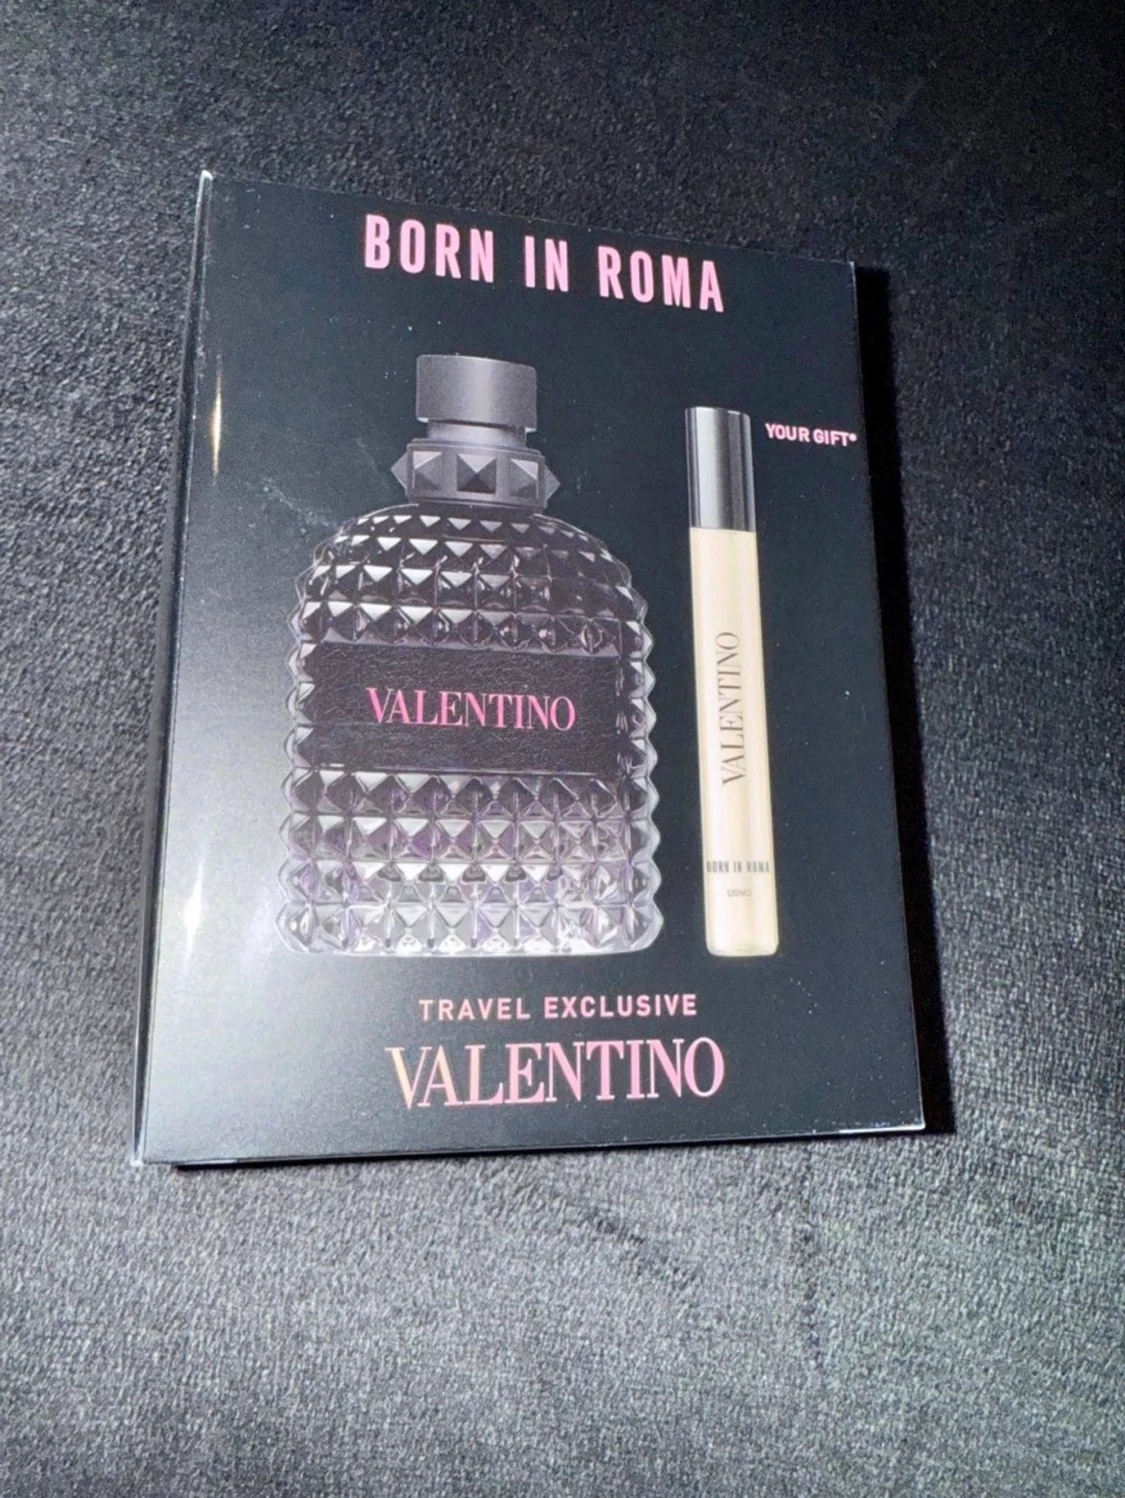 BORN IN ROMA
YOUR GIFT*
VALENTINO
VALENTINO
BORN IN ROMA
UOMO
TRAVEL EXCLUSIVE
VALENTINO